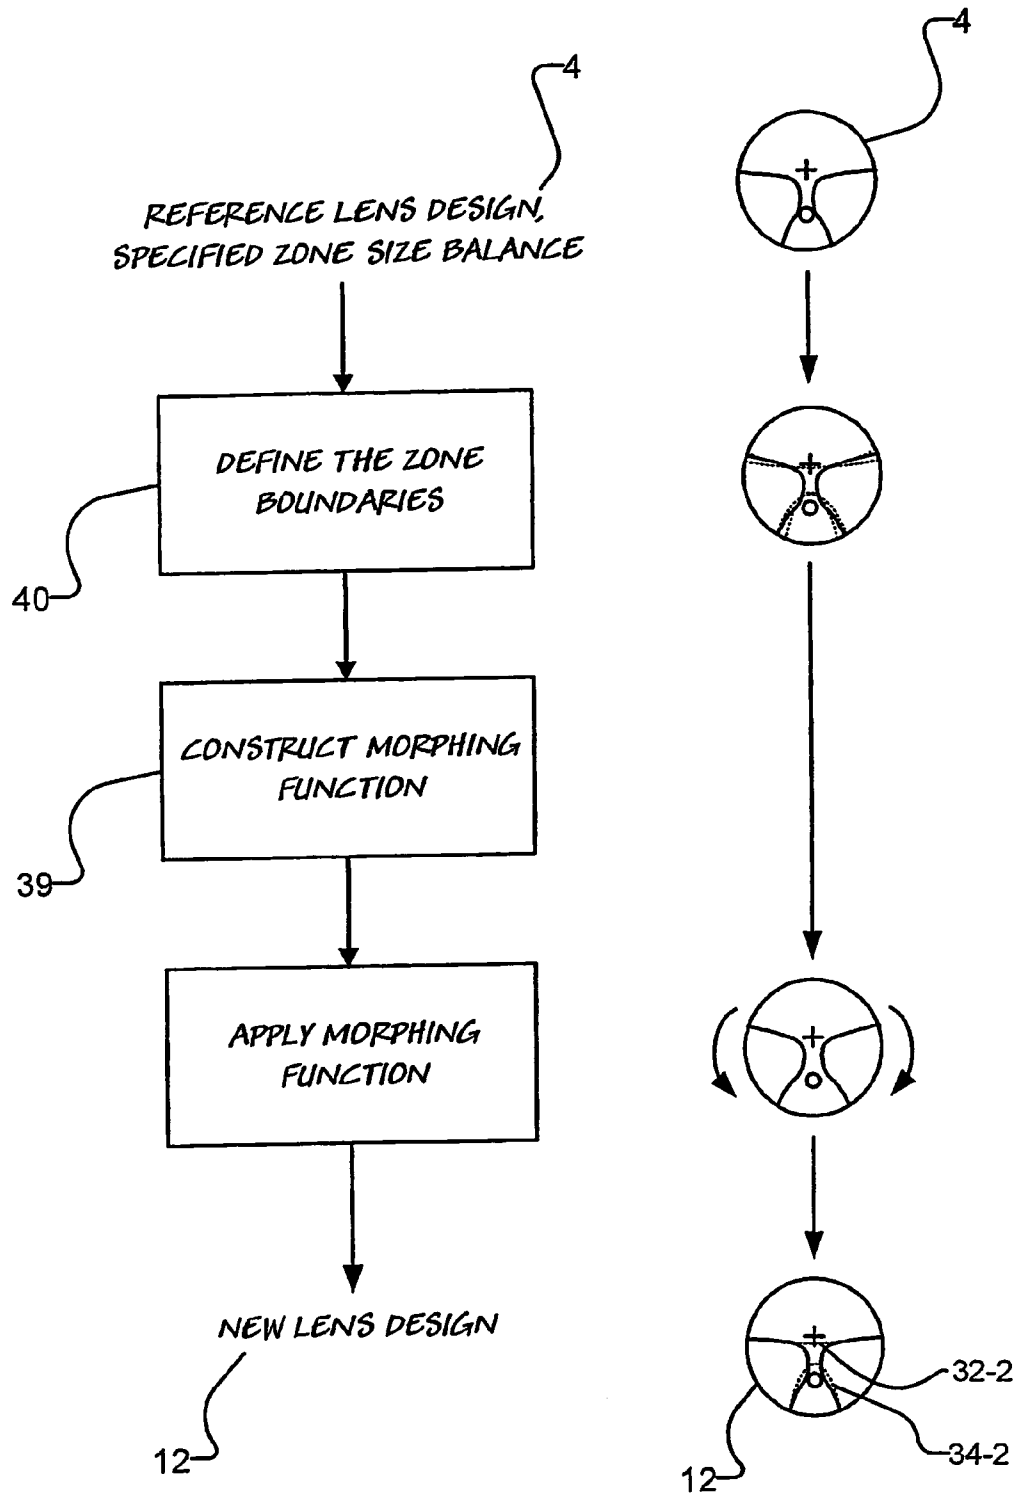 4
4
REFERENCE LENS DESIGN,
SPECIFIED ZONE SIZE BALANCE
DEFINE THE ZONE
BOUNDARIES
40
CONSTRUCT MORPHING
FUNCTION
39
APPLY MORPHING
FUNCTION
NEW LENS DESIGN
32-2
34-2
12
12